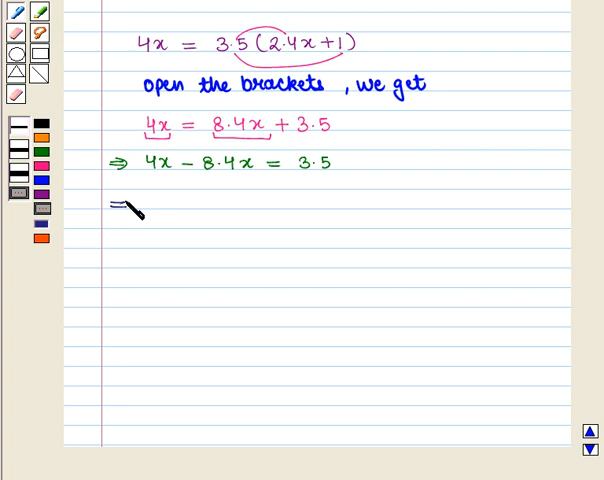 4x = 3.5(2.4x+1)
open the brackets, we get
4x = 8.4x + 3.5
⇒ 4x - 8.4x = 3.5
=